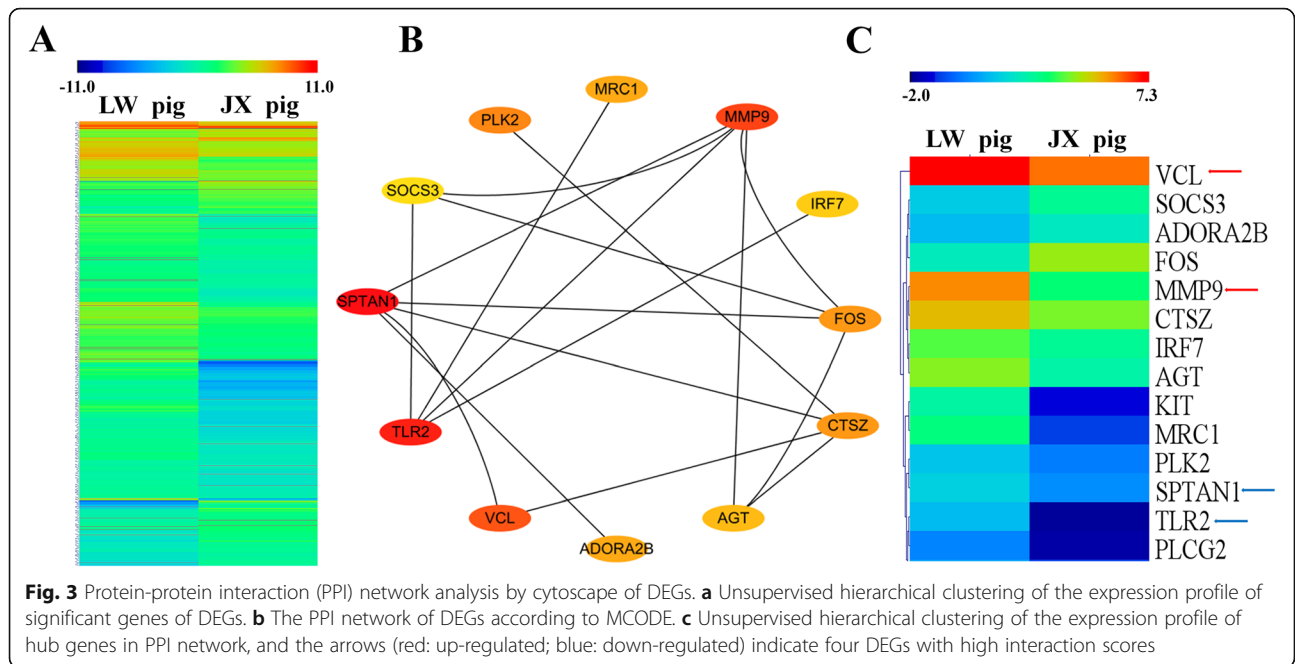 A
B
C
-11.0
11.0
-2.0
7.3
LW pig
JX pig
LW pig
JX pig
MRC1
PLK2
MMP9
SOCS3
IRF7
SPTAN1
FOS
TLR2
CTSZ
VCL
AGT
ADORA2B
VCL
SOCS3
ADORA2B
FOS
MMP9
CTSZ
IRF7
AGT
KIT
MRC1
PLK2
SPTAN1
TLR2
PLCG2
Fig. 3 Protein-protein interaction (PPI) network analysis by cytoscape of DEGs. a Unsupervised hierarchical clustering of the expression profile of
significant genes of DEGs. b The PPI network of DEGs according to MCODE. c Unsupervised hierarchical clustering of the expression profile of
hub genes in PPI network, and the arrows (red: up-regulated; blue: down-regulated) indicate four DEGs with high interaction scores